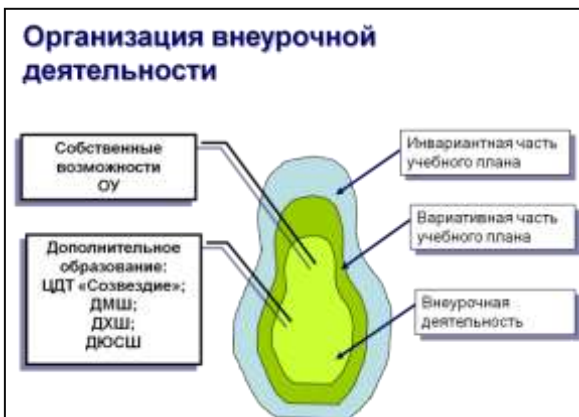 Организация внеурочной
деятельности
Собственные
возможности
ОУ
Дополнительное
образование:
ЦДТ «Созвездие»;
ДМШ;
ДХШ;
ДЮСШ
Инвариантная часть
учебного плана
Вариативная часть
учебного плана
Внеурочная
деятельность